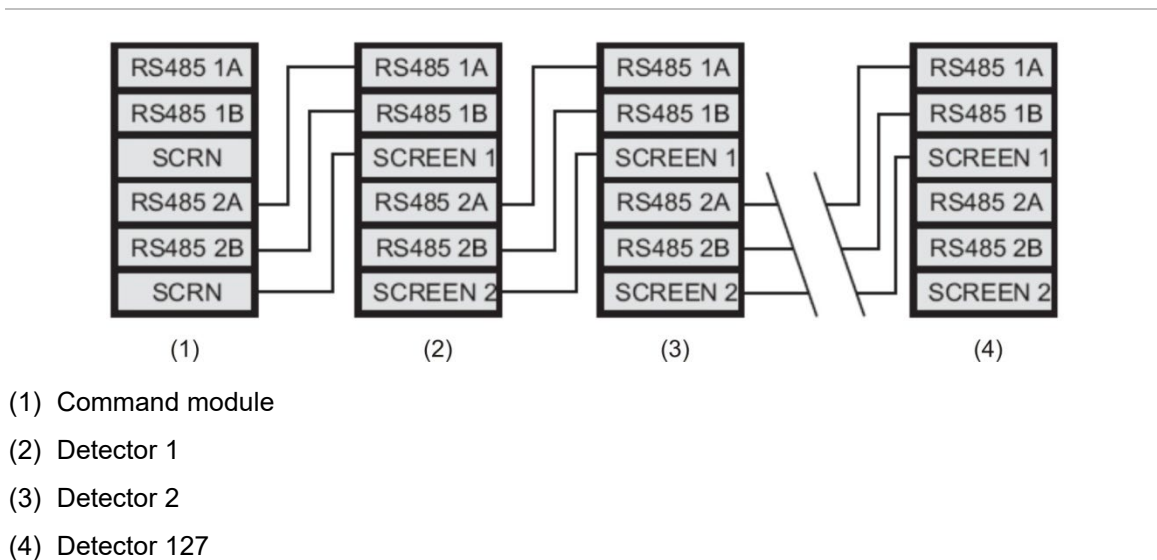 RS485 1A RS485 1A RS485 1A RS485 1A
RS485 1B RS485 1B RS485 1B RS485 1B
SCRN SCREEN 1 SCREEN 1 SCREEN 1
RS485 2A RS485 2A RS485 2A RS485 2A
RS485 2B RS485 2B RS485 2B RS485 2B
SCRN SCREEN 2 SCREEN 2 SCREEN 2
(1) (2) (3) (4)
(1) Command module
(2) Detector 1
(3) Detector 2
(4) Detector 127